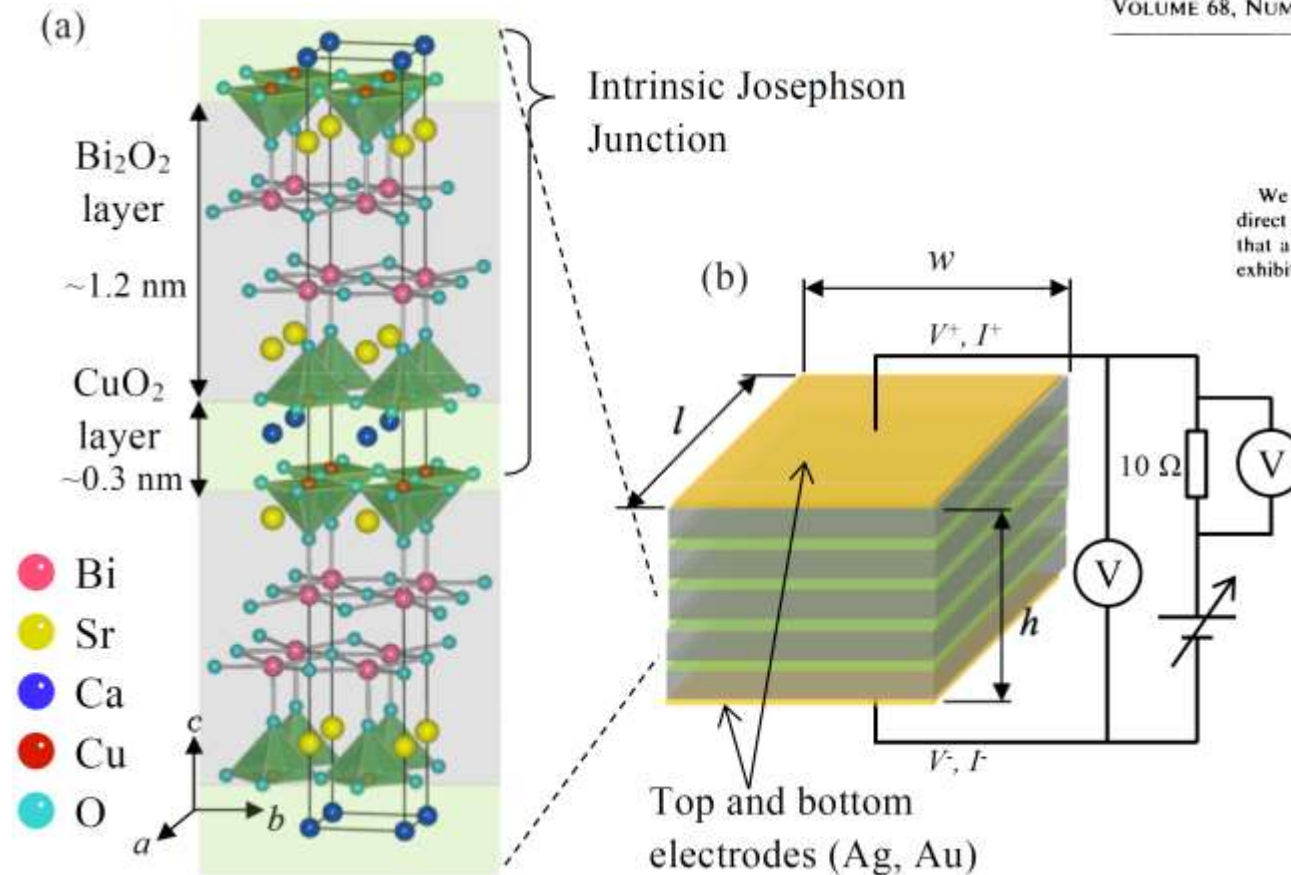 VOLUME 68, NUM
(a)
Intrinsic Josephson
Junction
Bi₂O₂
layer
~1.2 nm
CuO₂
layer
~0.3 nm
Bi
Sr
Ca
Cu
O
c
b
a
We
direct
that a
exhibi
(b)
w
V⁺, I⁺
l
10 Ω
V
V
h
V⁻, I⁻
Top and bottom
electrodes (Ag, Au)